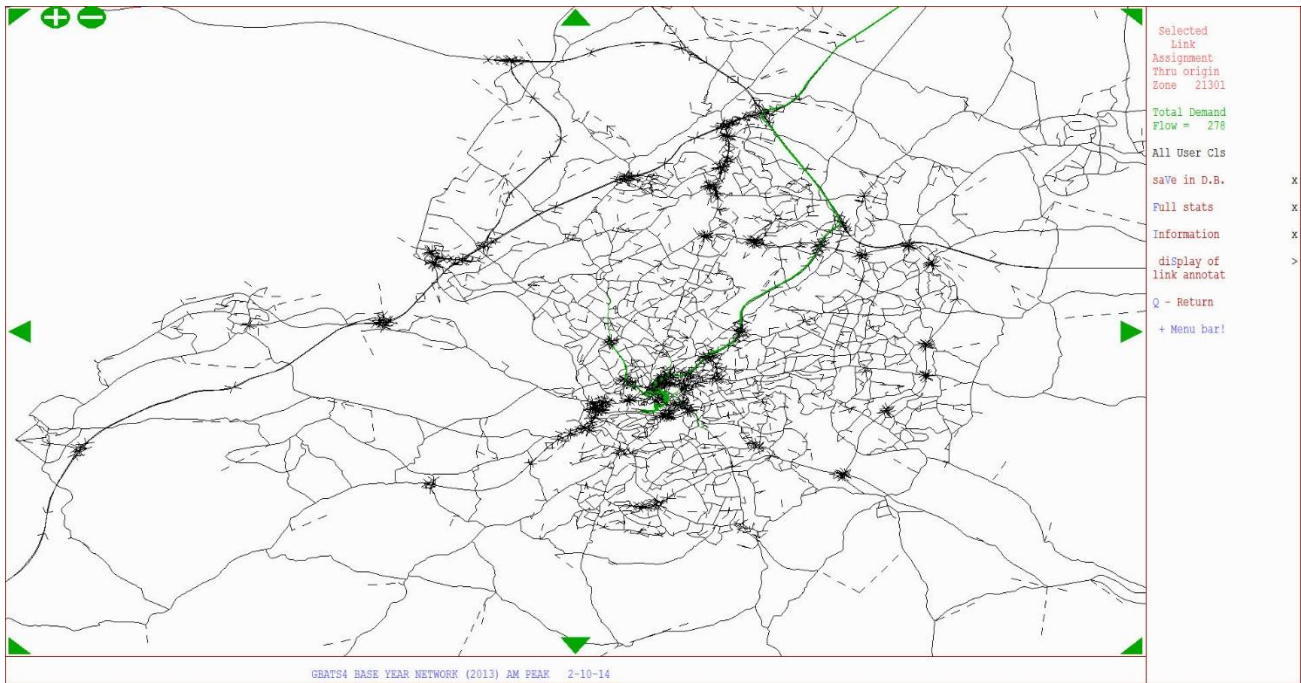 Selected
Link
Assignment
Thru origin
Zone 21301
Total Demand
Flow = 278
All User Cls
saVe in D.B. x
Full stats x
Information x
diSplay of >
link annotat
Q - Return
+ Menu bar!
GBATS4 BASE YEAR NETWORK (2013) AM PEAK 2-10-14